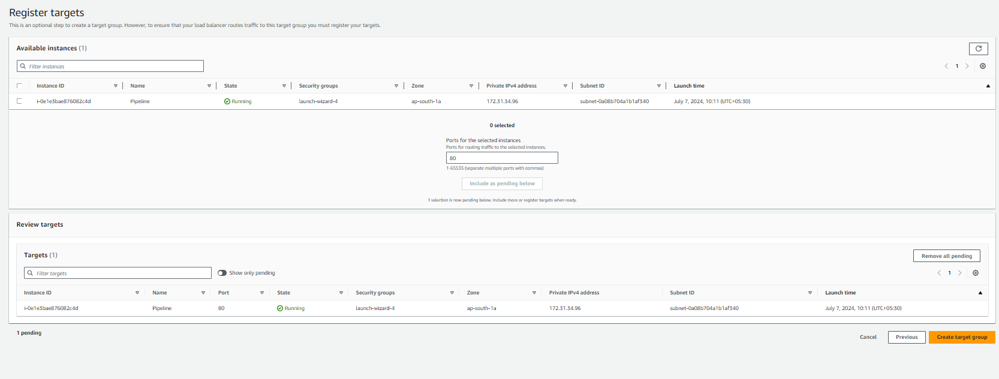 Register targets
This is an optional step to create a target group. However, to ensure that your load balancer routes traffic to this target group you must register your targets.
Available instances (1)
Filter instances
1
Instance ID Name State Security groups Zone Private IPv4 address Subnet ID Launch time
i-0e1e3bae876082c4d Pipeline Running launch-wizard-4 ap-south-1a 172.31.34.96 subnet-0a08b704a1b1af340 July 7, 2024, 10:11 (UTC+05:30)
0 selected
Ports for the selected instances
Ports for routing traffic to the selected instances.
80
1-65535 (separate multiple ports with commas)
Include as pending below
1 selection is now pending below. Include more or register targets when ready.
Review targets
Targets (1)
Remove all pending
Filter targets Show only pending
1
Instance ID Name Port State Security groups Zone Private IPv4 address Subnet ID Launch time
i-0e1e3bae876082c4d Pipeline 80 Running launch-wizard-4 ap-south-1a 172.31.34.96 subnet-0a08b704a1b1af340 July 7, 2024, 10:11 (UTC+05:30)
1 pending
Cancel Previous Create target group